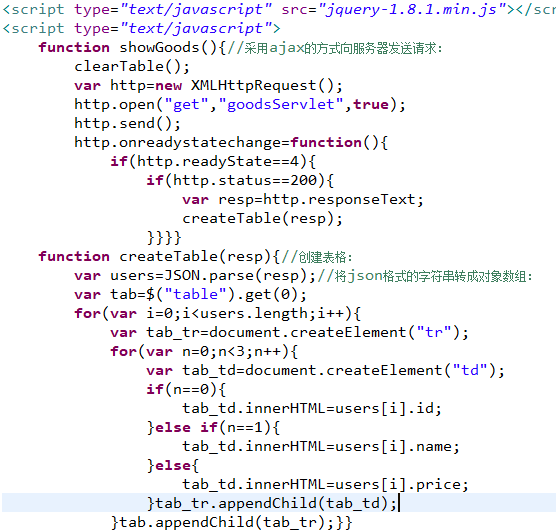 <script type="text/javascript" src="jquery-1.8.1.min.js"></scr
<script type="text/javascript">
    function showGoods(){//采用ajax的方式向服务器发送请求：
        clearTable();
        var http=new XMLHttpRequest();
        http.open("get","goodsServlet",true);
        http.send();
        http.onreadystatechange=function(){
            if(http.readyState==4){
                if(http.status==200){
                    var resp=http.responseText;
                    createTable(resp);
                }}}}
    function createTable(resp){//创建表格：
        var users=JSON.parse(resp);//将json格式的字符串转成对象数组：
        var tab=$("table").get(0);
        for(var i=0;i<users.length;i++){
            var tab_tr=document.createElement("tr");
            for(var n=0;n<3;n++){
                var tab_td=document.createElement("td");
                if(n==0){
                    tab_td.innerHTML=users[i].id;
                }else if(n==1){
                    tab_td.innerHTML=users[i].name;
                }else{
                    tab_td.innerHTML=users[i].price;
                }tab_tr.appendChild(tab_td);
            }tab.appendChild(tab_tr);}}